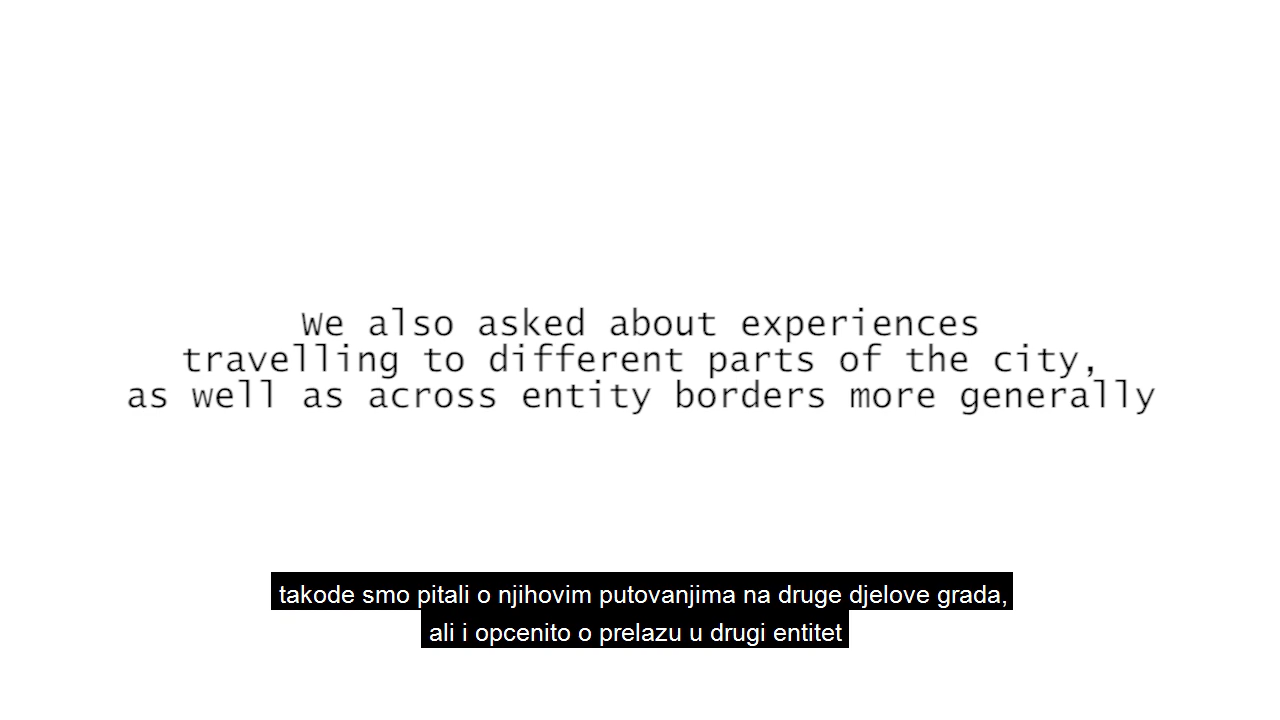 We also asked about experiences
travelling to different parts of the city,
as well as across entity borders more generally
takode smo pitali o njihovim putovanjima na druge djelove grada,
ali i opcenito o prelazu u drugi entitet